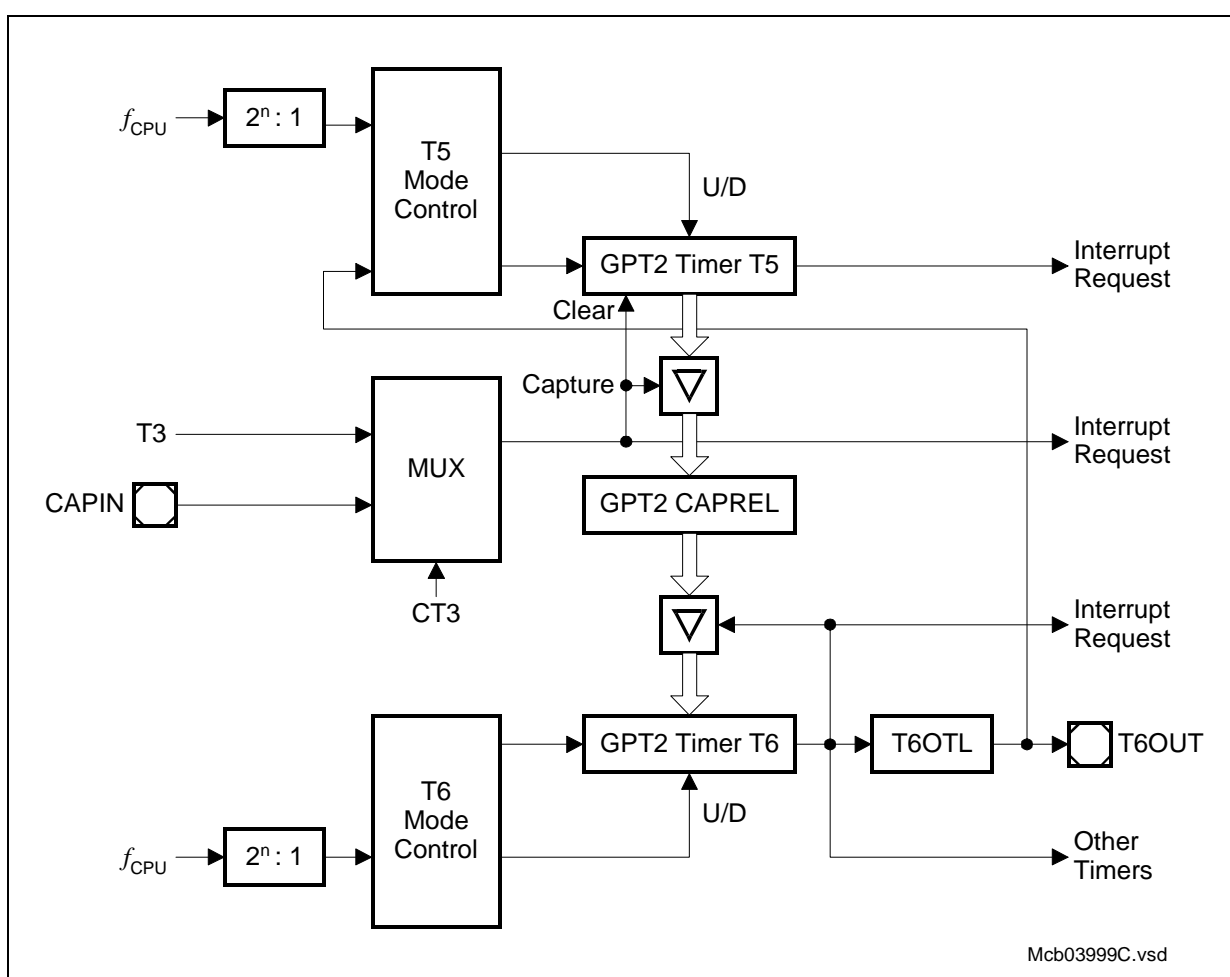 fCPU
2ⁿ : 1
T5
Mode
Control
U/D
GPT2 Timer T5
Interrupt
Request
Clear
Capture
T3
MUX
CAPIN
Interrupt
Request
GPT2 CAPREL
CT3
Interrupt
Request
GPT2 Timer T6
T6OTL
T6OUT
T6
Mode
Control
U/D
fCPU
2ⁿ : 1
Other
Timers
Mcb03999C.vsd